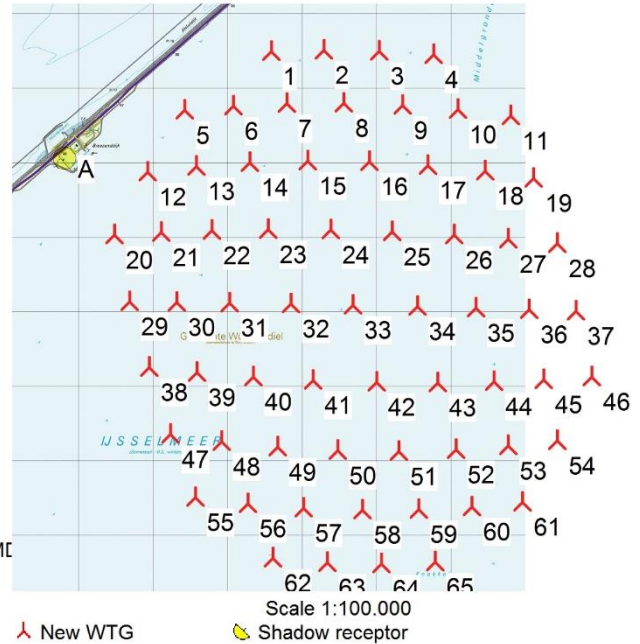 Middelgronden
Breezanddijk
A
1 2 3 4
5 6 7 8 9 10 11
12 13 14 15 16 17 18 19
20 21 22 23 24 25 26 27 28
29 30 31 32 33 34 35 36 37
38 39 40 41 42 43 44 45 46
IJSSELMEER
47 48 49 50 51 52 53 54
55 56 57 58 59 60 61
62 63 64 65
Scale 1:100.000
New WTG
Shadow receptor